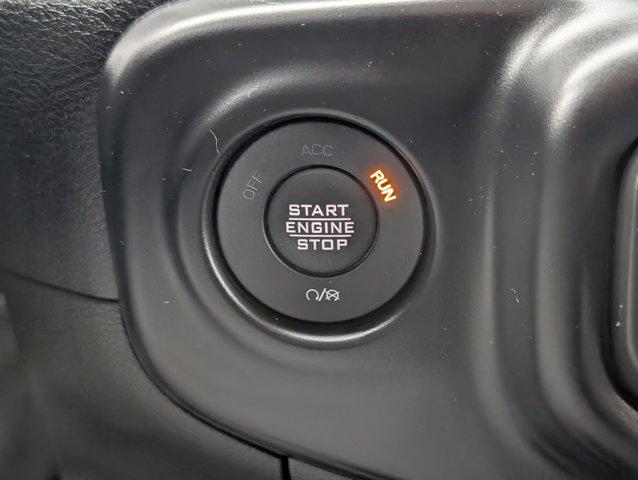 OFF
ACC
RUN
START
ENGINE
STOP